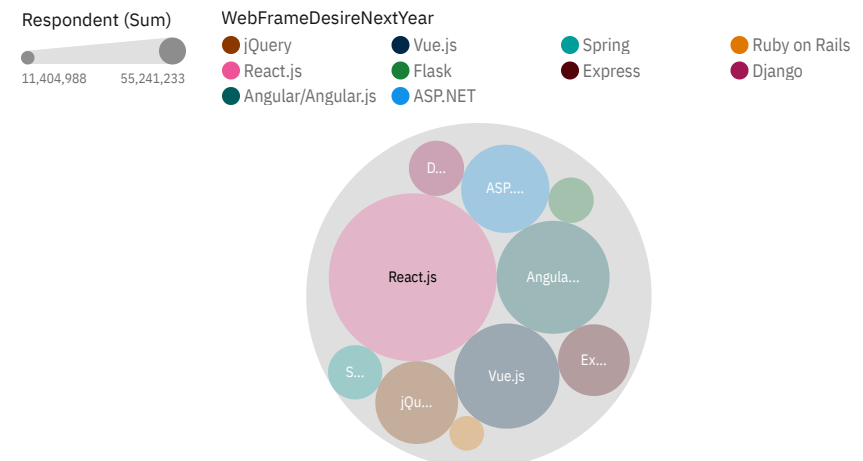 Respondent (Sum)
11,404,988 55,241,233
WebFrameDesireNextYear
jQuery Vue.js Spring Ruby on Rails
React.js Flask Express Django
Angular/Angular.js ASP.NET
D...
ASP....
React.js
Angula...
Ex...
S...
Vue.js
jQu...